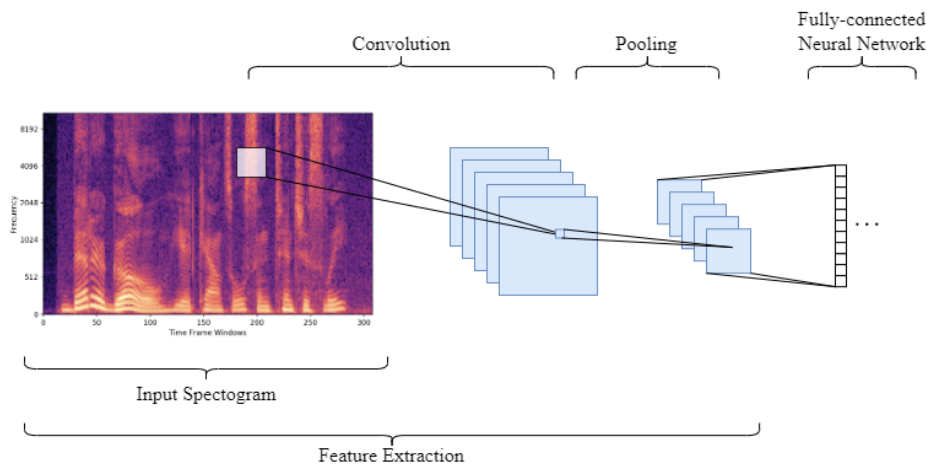 Fully-connected
Convolution
Pooling
Neural Network
8192
4096
2048
1024
512
0
Frequency
0
50
100
150
200
250
300
Time Frame Windows
...
Input Spectogram
Feature Extraction